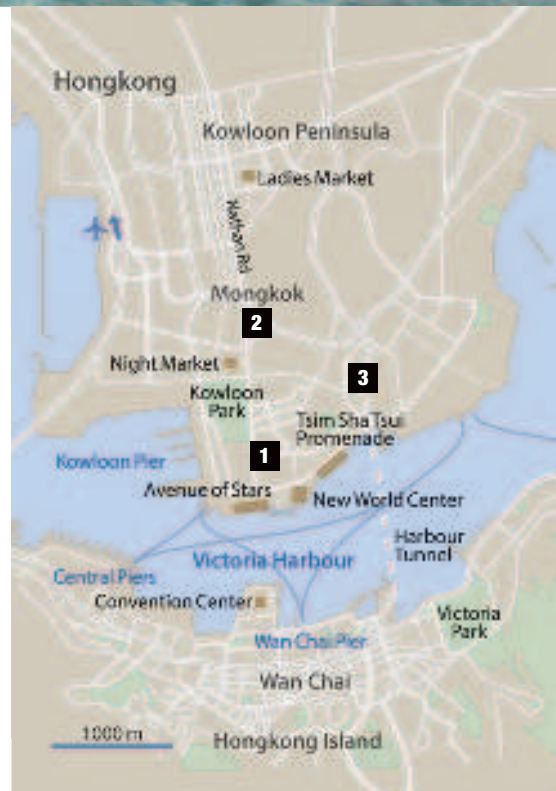 Hongkong
Kowloon Peninsula
Ladies Market
Nathan Rd
Mongkok
2
Night Market
3
Kowloon
Park
Tsim Sha Tsui
Promenade
1
Kowloon Pier
Avenue of Stars
New World Center
Harbour
Tunnel
Victoria Harbour
Central Piers
Convention Center
Victoria
Park
Wan Chai Pier
Wan Chai
1000 m
Hongkong Island